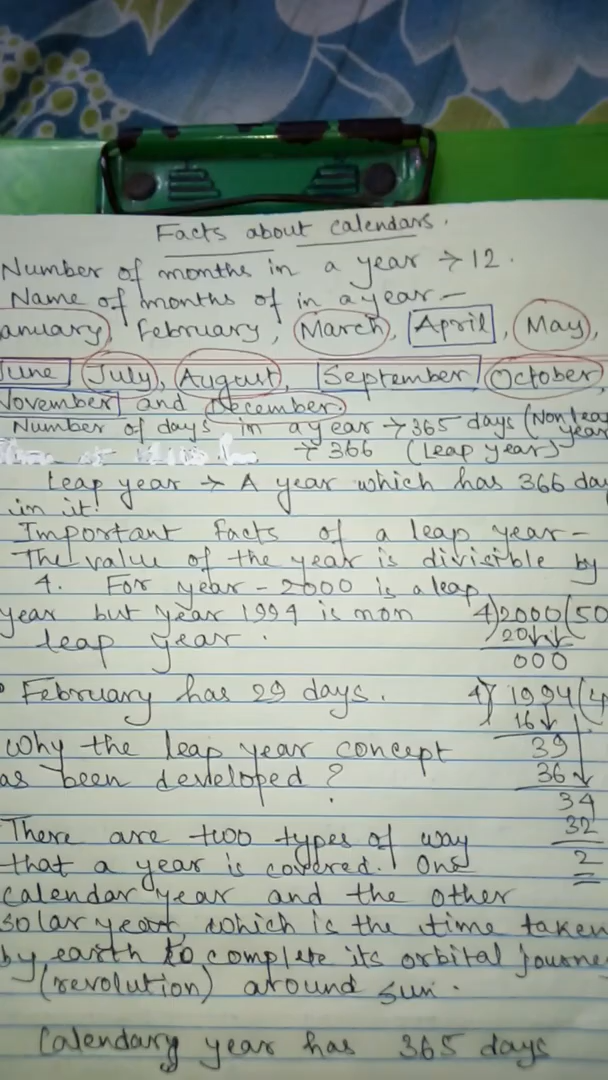 Facts about calendars.
Number of months in a year → 12.
Name of months of in a year —
anuary, February, March, April, May,
June, July, August, September, October,
November and December.
Number of days in a year → 365 days (Non leap year)
→ 366 (Leap year)
Leap year → A year which has 366 day
in it.
Important facts of a leap year —
The value of the year is divisible by
4. For year - 2000 is a leap
year but year 1994 is non
leap year.
4)2000(50
20↓↓
000
February has 29 days.
4) 1994(4
16↓
39
36↓
34
32
2
Why the leap year concept
as been developed?
There are two types of way
that a year is covered. One
calendar year and the other
solar year, which is the time taken
by earth to complete its orbital journe
(revolution) around sun.
Calendary year has 365 days